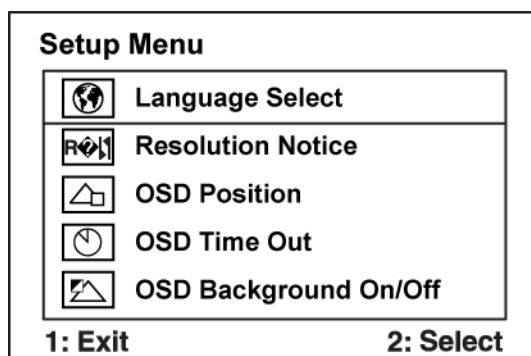 Setup Menu
Language Select
Resolution Notice
OSD Position
OSD Time Out
OSD Background On/Off
1: Exit 2: Select